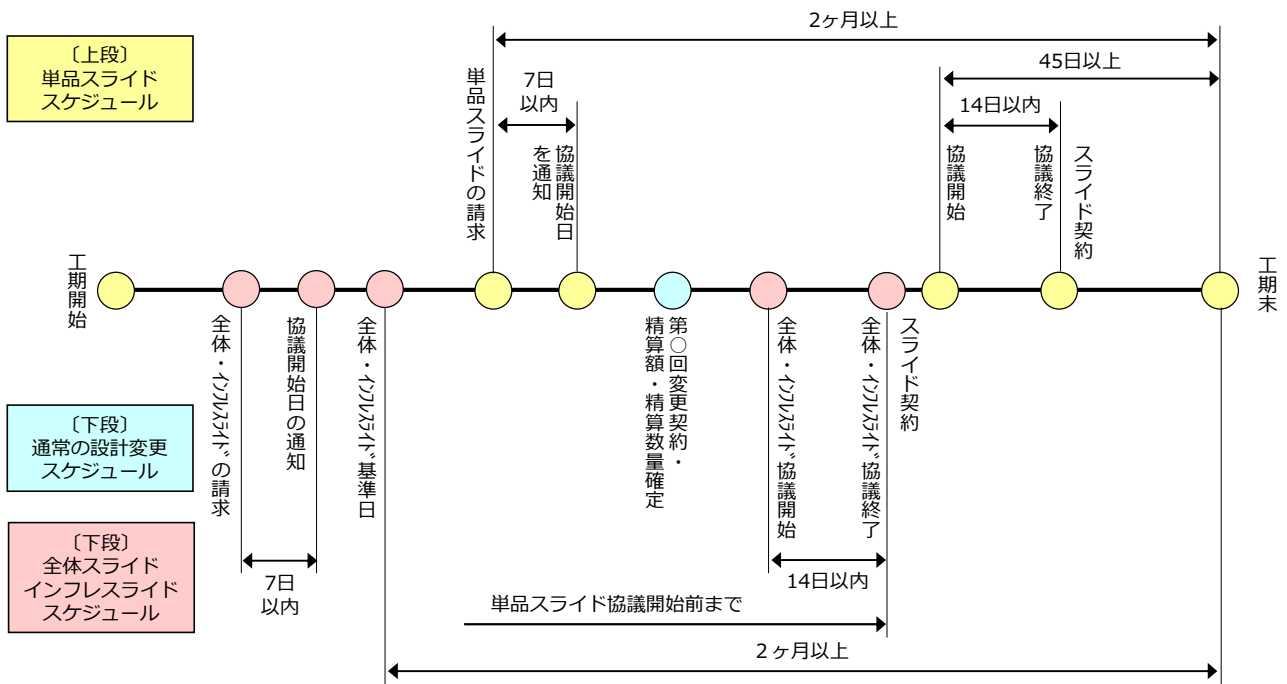 2ヶ月以上
〔上段〕
単品スライド
スケジュール
45日以上
7日
以内
14日以内
単品スライドの請求
協議開始日
を通知
協議開始
協議終了
スライド契約
工期開始
工期末
全体・インフレスライドの請求
協議開始日の通知
全体・インフレスライド基準日
第○回変更契約・
精算額・精算数量確定
全体・インフレスライド協議開始
全体・インフレスライド協議終了
スライド契約
〔下段〕
通常の設計変更
スケジュール
〔下段〕
全体スライド
インフレスライド
スケジュール
7日
以内
14日以内
単品スライド協議開始前まで
2ヶ月以上